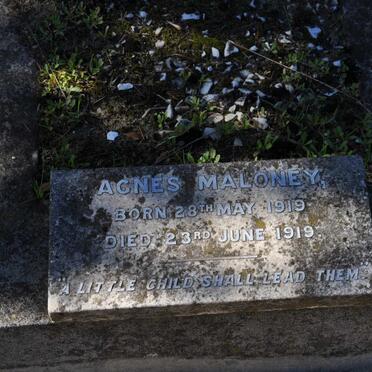 AGNES MALONEY,
BORN 28TH MAY 1919
DIED 23RD JUNE 1919.
"A LITTLE CHILD SHALL LEAD THEM"